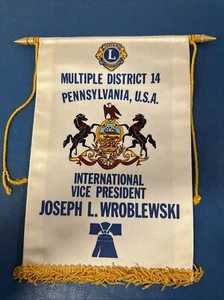 L
MULTIPLE DISTRICT 14
PENNSYLVANIA, U.S.A.
INTERNATIONAL
VICE PRESIDENT
JOSEPH L. WROBLEWSKI